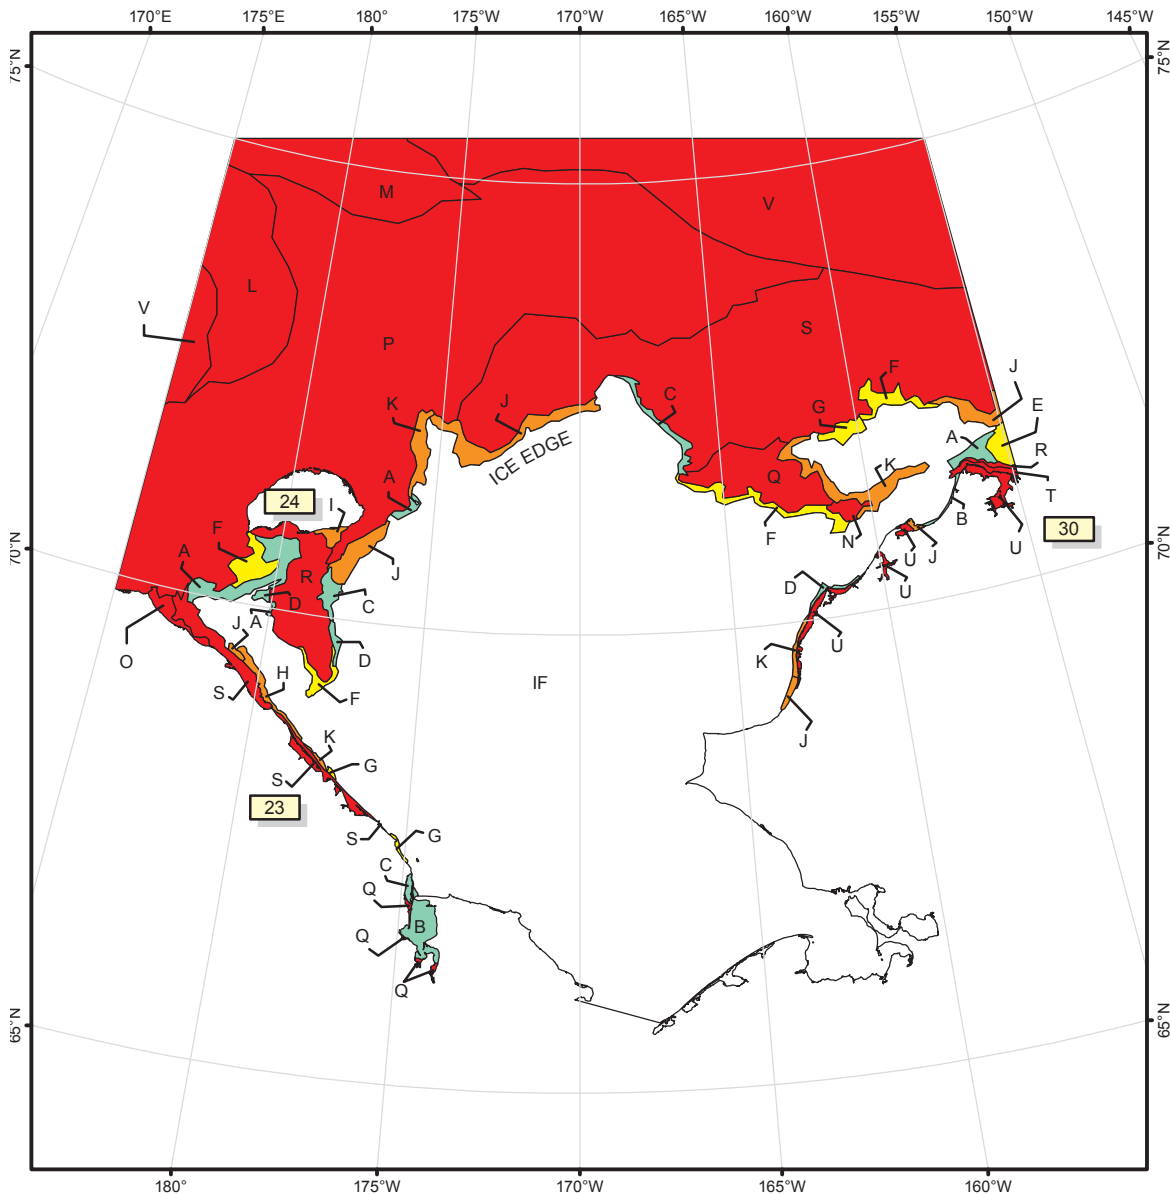 170°E 175°E 180° 175°W 170°W 165°W 160°W 155°W 150°W 145°W
75°N 75°N
M
V
L
V
P
S
F
J
K
J
C
G
E
A
ICE EDGE
A
Q
K
R
24
I
T
B
F
F
N
U
J
U
30
70°N 70°N
A
J
R
D
C
A
D
U
J
O
D
U
K
H
S
F
IF
J
K
G
S
23
S
G
C
Q
B
Q
Q
65°N 65°N
180° 175°W 170°W 165°W 160°W